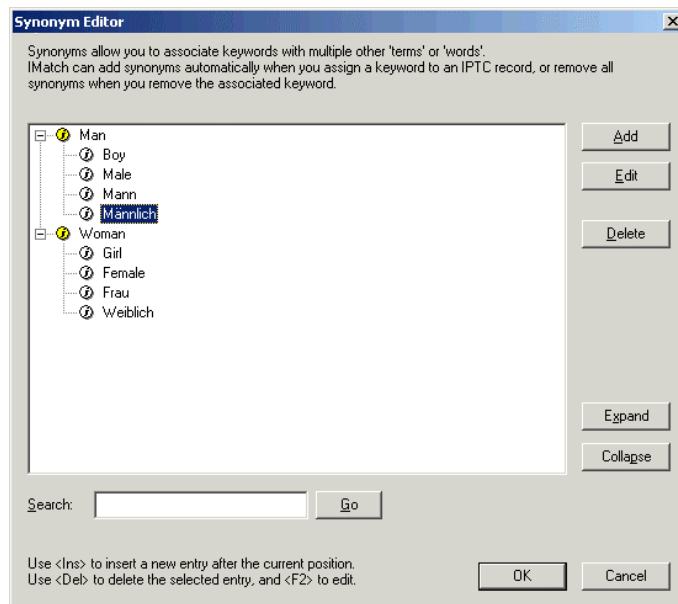 Synonym Editor
Synonyms allow you to associate keywords with multiple other 'terms' or 'words'.
IMatch can add synonyms automatically when you assign a keyword to an IPTC record, or remove all
synonyms when you remove the associated keyword.
Man
Boy
Male
Mann
Männlich
Woman
Girl
Female
Frau
Weiblich
Add
Edit
Delete
Expand
Collapse
Search:
Go
Use <Ins> to insert a new entry after the current position.
Use <Del> to delete the selected entry, and <F2> to edit.
OK
Cancel